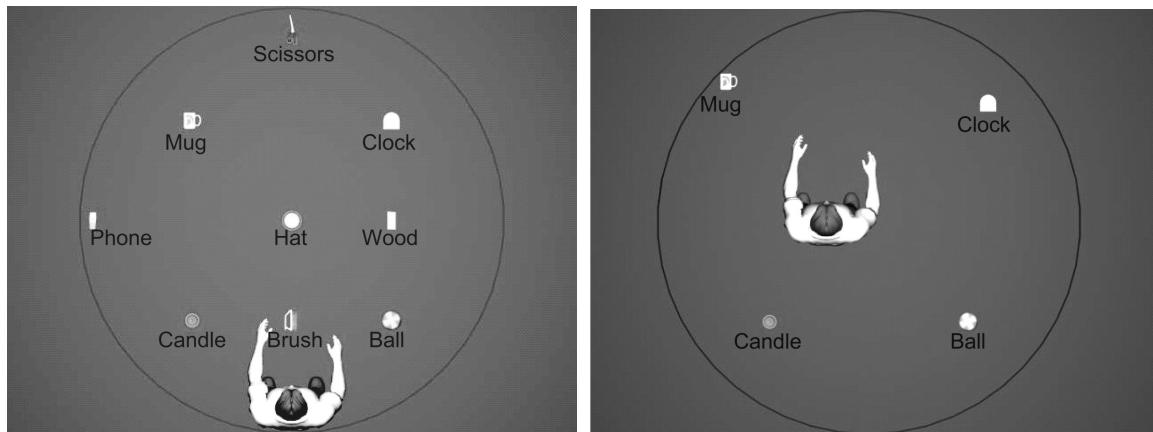 Scissors
Mug
Clock
Phone
Hat
Wood
Candle
Brush
Ball
Mug
Clock
Candle
Ball